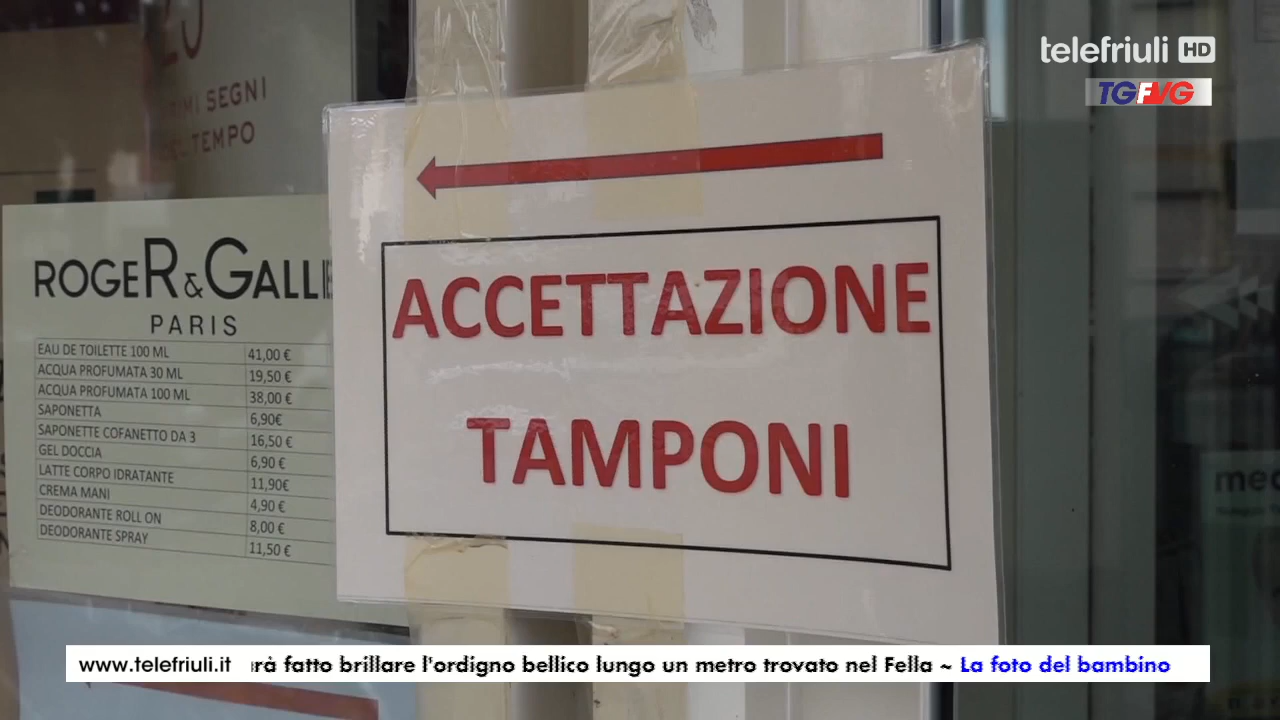 telefriuli HD
TGFVG
SEGNI
TEMPO
ROGER&GALLE
PARIS
EAU DE TOILETTE 100 ML 41,00 €
ACQUA PROFUMATA 30 ML 19,50 €
ACQUA PROFUMATA 100 ML 38,00 €
SAPONETTA 6,90€
SAPONETTE COFANETTO DA 3 16,50 €
GEL DOCCIA 6,90 €
LATTE CORPO IDRATANTE 11,90€
CREMA MANI 4,90 €
DEODORANTE ROLL ON 8,00 €
DEODORANTE SPRAY 11,50 €
ACCETTAZIONE
TAMPONI
med
www.telefriuli.it rà fatto brillare l'ordigno bellico lungo un metro trovato nel Fella ~ La foto del bambino